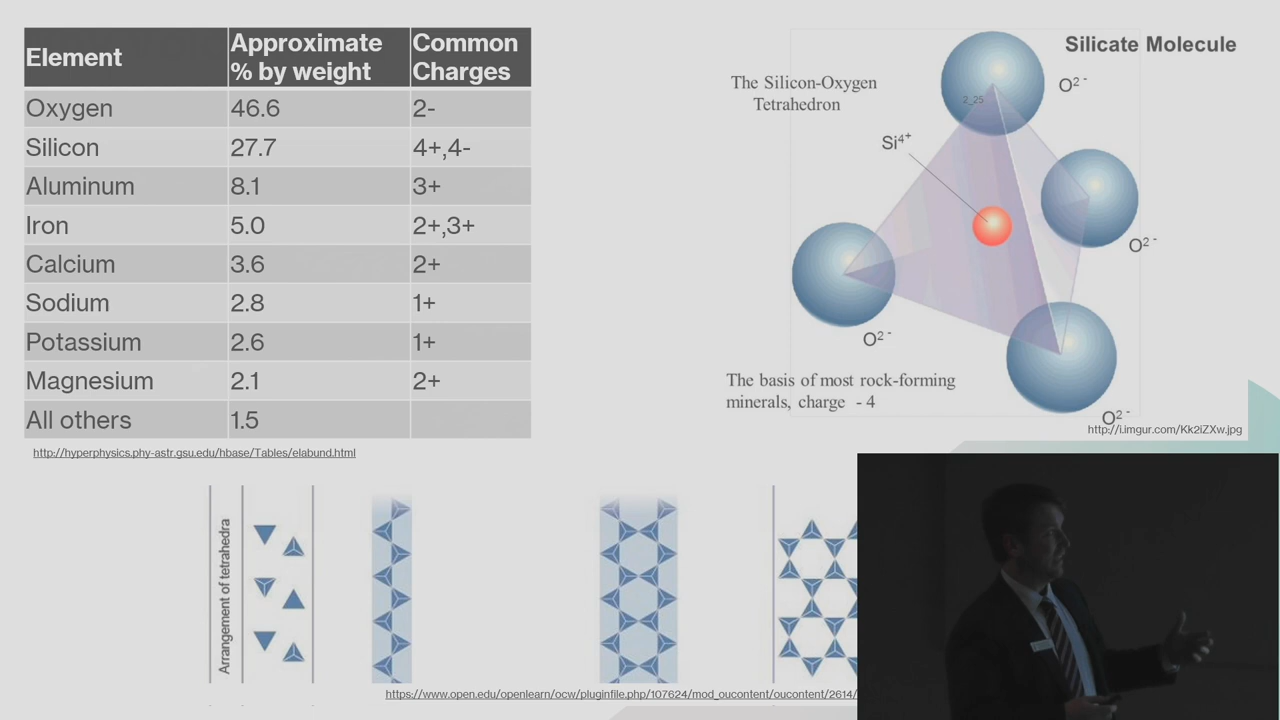 Element Approximate % by weight Common Charges
Oxygen 46.6 2-
Silicon 27.7 4+,4-
Aluminum 8.1 3+
Iron 5.0 2+,3+
Calcium 3.6 2+
Sodium 2.8 1+
Potassium 2.6 1+
Magnesium 2.1 2+
All others 1.5
http://hyperphysics.phy-astr.gsu.edu/hbase/Tables/elabund.html
Silicate Molecule
The Silicon-Oxygen
Tetrahedron
2_25
Si4+
O2-
O2-
O2-
O2-
The basis of most rock-forming
minerals, charge - 4
http://i.imgur.com/Kk2iZXw.jpg
Arrangement of tetrahedra
https://www.open.edu/openlearn/ocw/pluginfile.php/107624/mod_oucontent/oucontent/2614/